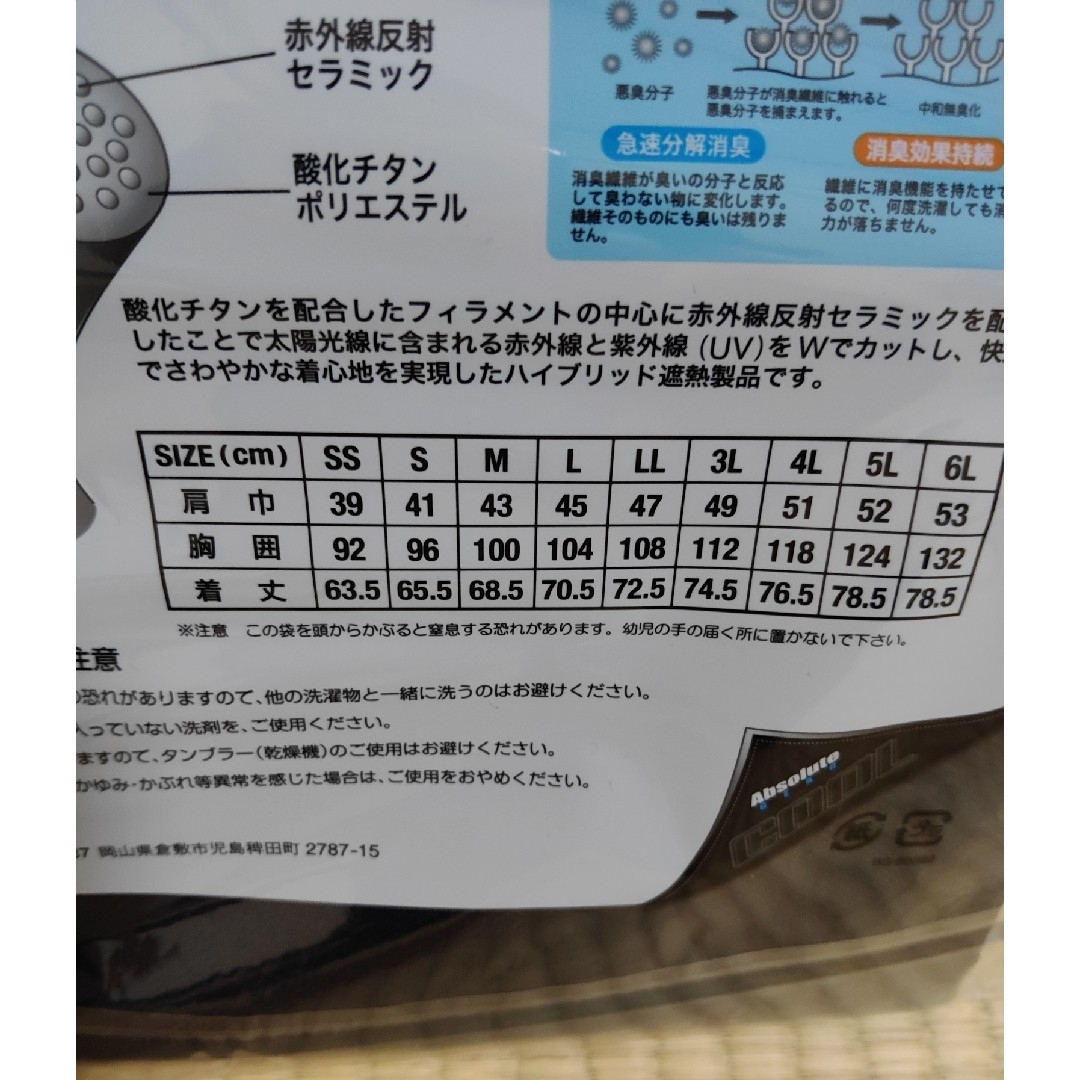 赤外線反射
セラミック
酸化チタン
ポリエステル
悪臭分子
悪臭分子が消臭繊維に触れると
悪臭分子を捕まえます。
中和無臭化
急速分解消臭
消臭繊維が臭いの分子と反応
して臭わない物に変化します。
繊維そのものにも臭いは残りま
せん。
消臭効果持続
繊維に消臭機能を持たせて
るので、何度洗濯しても消
力が落ちません。
酸化チタンを配合したフィラメントの中心に赤外線反射セラミックを配
したことで太陽光線に含まれる赤外線と紫外線 (UV)をWでカットし、快
でさわやかな着心地を実現したハイブリッド遮熱製品です。
SIZE(cm) SS S M L LL 3L 4L 5L 6L
肩 巾 39 41 43 45 47 49 51 52 53
胸 囲 92 96 100 104 108 112 118 124 132
着 丈 63.5 65.5 68.5 70.5 72.5 74.5 76.5 78.5 78.5
※注意 この袋を頭からかぶると窒息する恐れがあります。幼児の手の届く所に置かないで下さい。
注意
の恐れがありますので、他の洗濯物と一緒に洗うのはお避けください。
入っていない洗剤を、ご使用ください。
ますので、タンブラー(乾燥機)のご使用はお避けください。
かゆみ・かぶれ等異常を感じた場合は、ご使用をおやめください。
37 岡山県倉敷市児島稗田町 2787-15
Absolute
GEAR